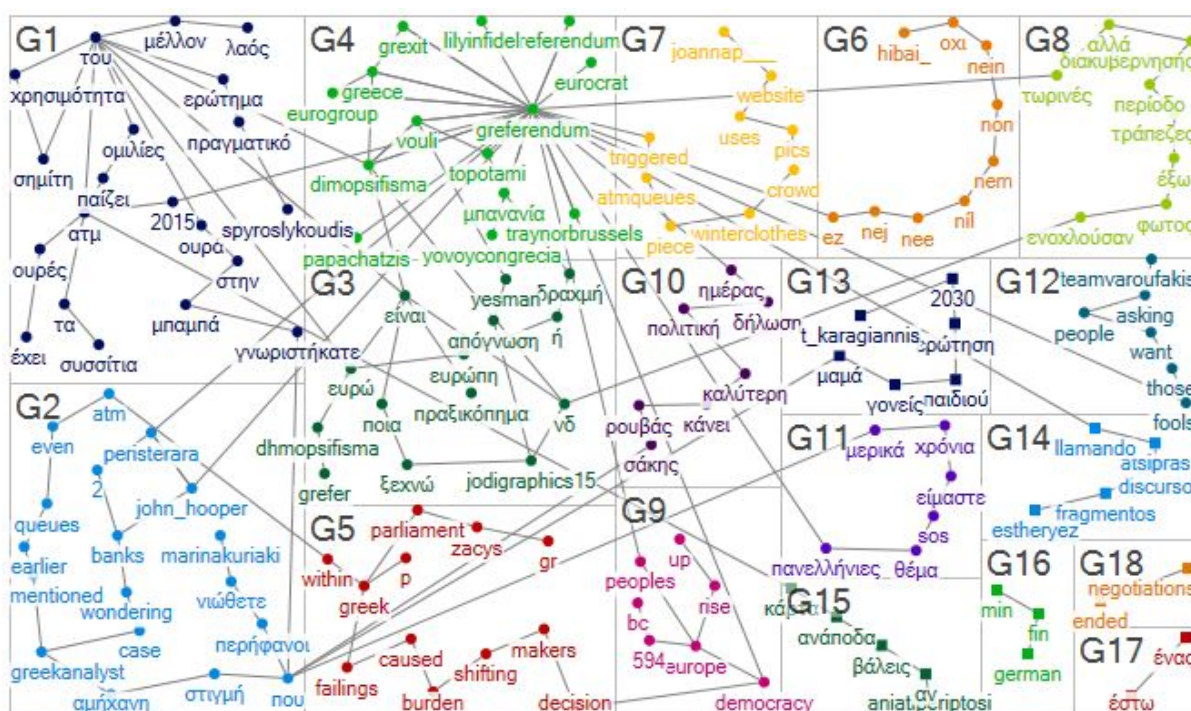 G1
μέλλον
λαός
του
χρησιμότητα
ερώτημα
πραγματικό
ομιλίες
σημίτη
παίζει
2015
ατμ
ουρά
spyroslykoudis
ουρές
στην
τα
μπαμπά
έχει
συσσίτια
γνωριστήκατε
G4
grexit
lilyinfidel
referendum
eurocrat
greece
eurogroup
greferendum
vouli
dimopsifisma
topotami
μπανανία
traynorbrussels
papachatzis
yovoycongrecia
G7
joannap___
website
uses
pics
triggered
crowd
atmqueues
piece
winterclothes
G6
hibai_
οχι
nein
non
nem
níl
ez
nej
nee
G8
αλλά
διακυβερνησής
τωρινές
περίοδο
τράπεζες
έξω
φωτος
ενοχλούσαν
G3
yesman
δραχμή
είναι
απόγνωση
ή
ευρώ
ευρώπη
πραξικόπημα
ποια
νδ
dhmopsifisma
grefer
ξεχνώ
jodigraphics15
G10
ημέρας
πολιτική
δήλωση
καλύτερη
ρουβάς
κάνει
σάκης
G13
2030
t_karagiannis
ερώτηση
μαμά
γονείς
παιδιού
G12
teamvaroufakis
asking
people
want
those
fools
G2
atm
even
peristerara
2
john_hooper
queues
banks
marinakuriaki
earlier
mentioned
wondering
νιώθετε
case
περήφανοι
greekanalyst
στιγμή
αμήχανη
που
G5
parliament
zacys
gr
within
p
greek
caused
makers
failings
shifting
burden
decision
G9
up
peoples
rise
bc
594
europe
democracy
G11
μερικά
χρόνια
είμαστε
sos
πανελλήνιες
θέμα
G14
llamando
atsipras
discurso
fragmentos
estheryez
G15
κάρτα
ανάποδα
βάλεις
αν
G16
min
fin
german
G18
negotiations
ended
G17
ένας
έστω